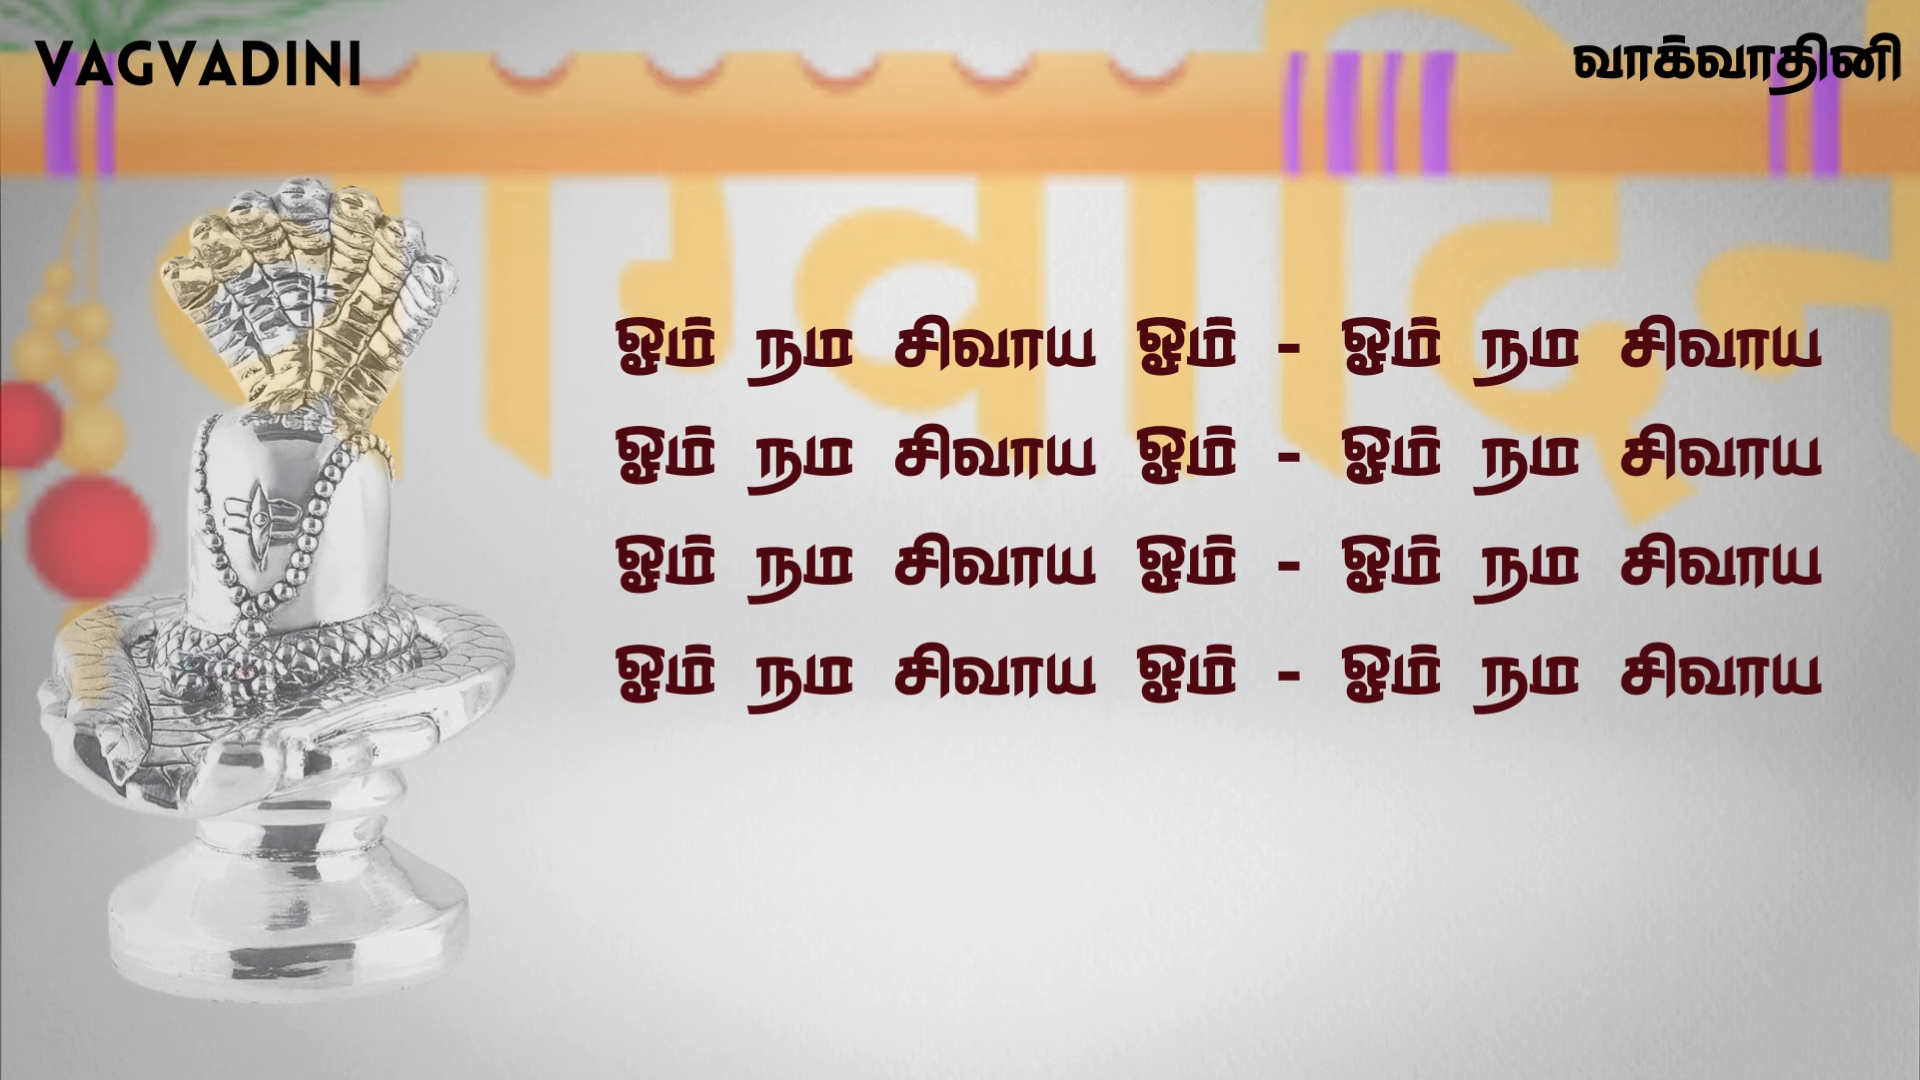 VAGVADINI
வாக்வாதினி
ஓம் நம சிவாய ஓம் - ஓம் நம சிவாய
ஓம் நம சிவாய ஓம் - ஓம் நம சிவாய
ஓம் நம சிவாய ஓம் - ஓம் நம சிவாய
ஓம் நம சிவாய ஓம் - ஓம் நம சிவாய